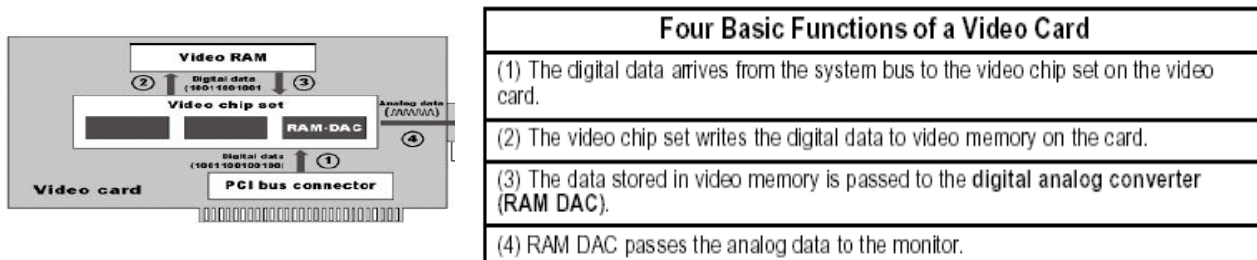 Video RAM
② ③
Digital data
(10011001001
Video chip set
RAM-DAC
Analog data
④
Digital data
(1001100100100)
①
Video card
PCI bus connector
Four Basic Functions of a Video Card
(1) The digital data arrives from the system bus to the video chip set on the video
card.
(2) The video chip set writes the digital data to video memory on the card.
(3) The data stored in video memory is passed to the digital analog converter
(RAM DAC).
(4) RAM DAC passes the analog data to the monitor.